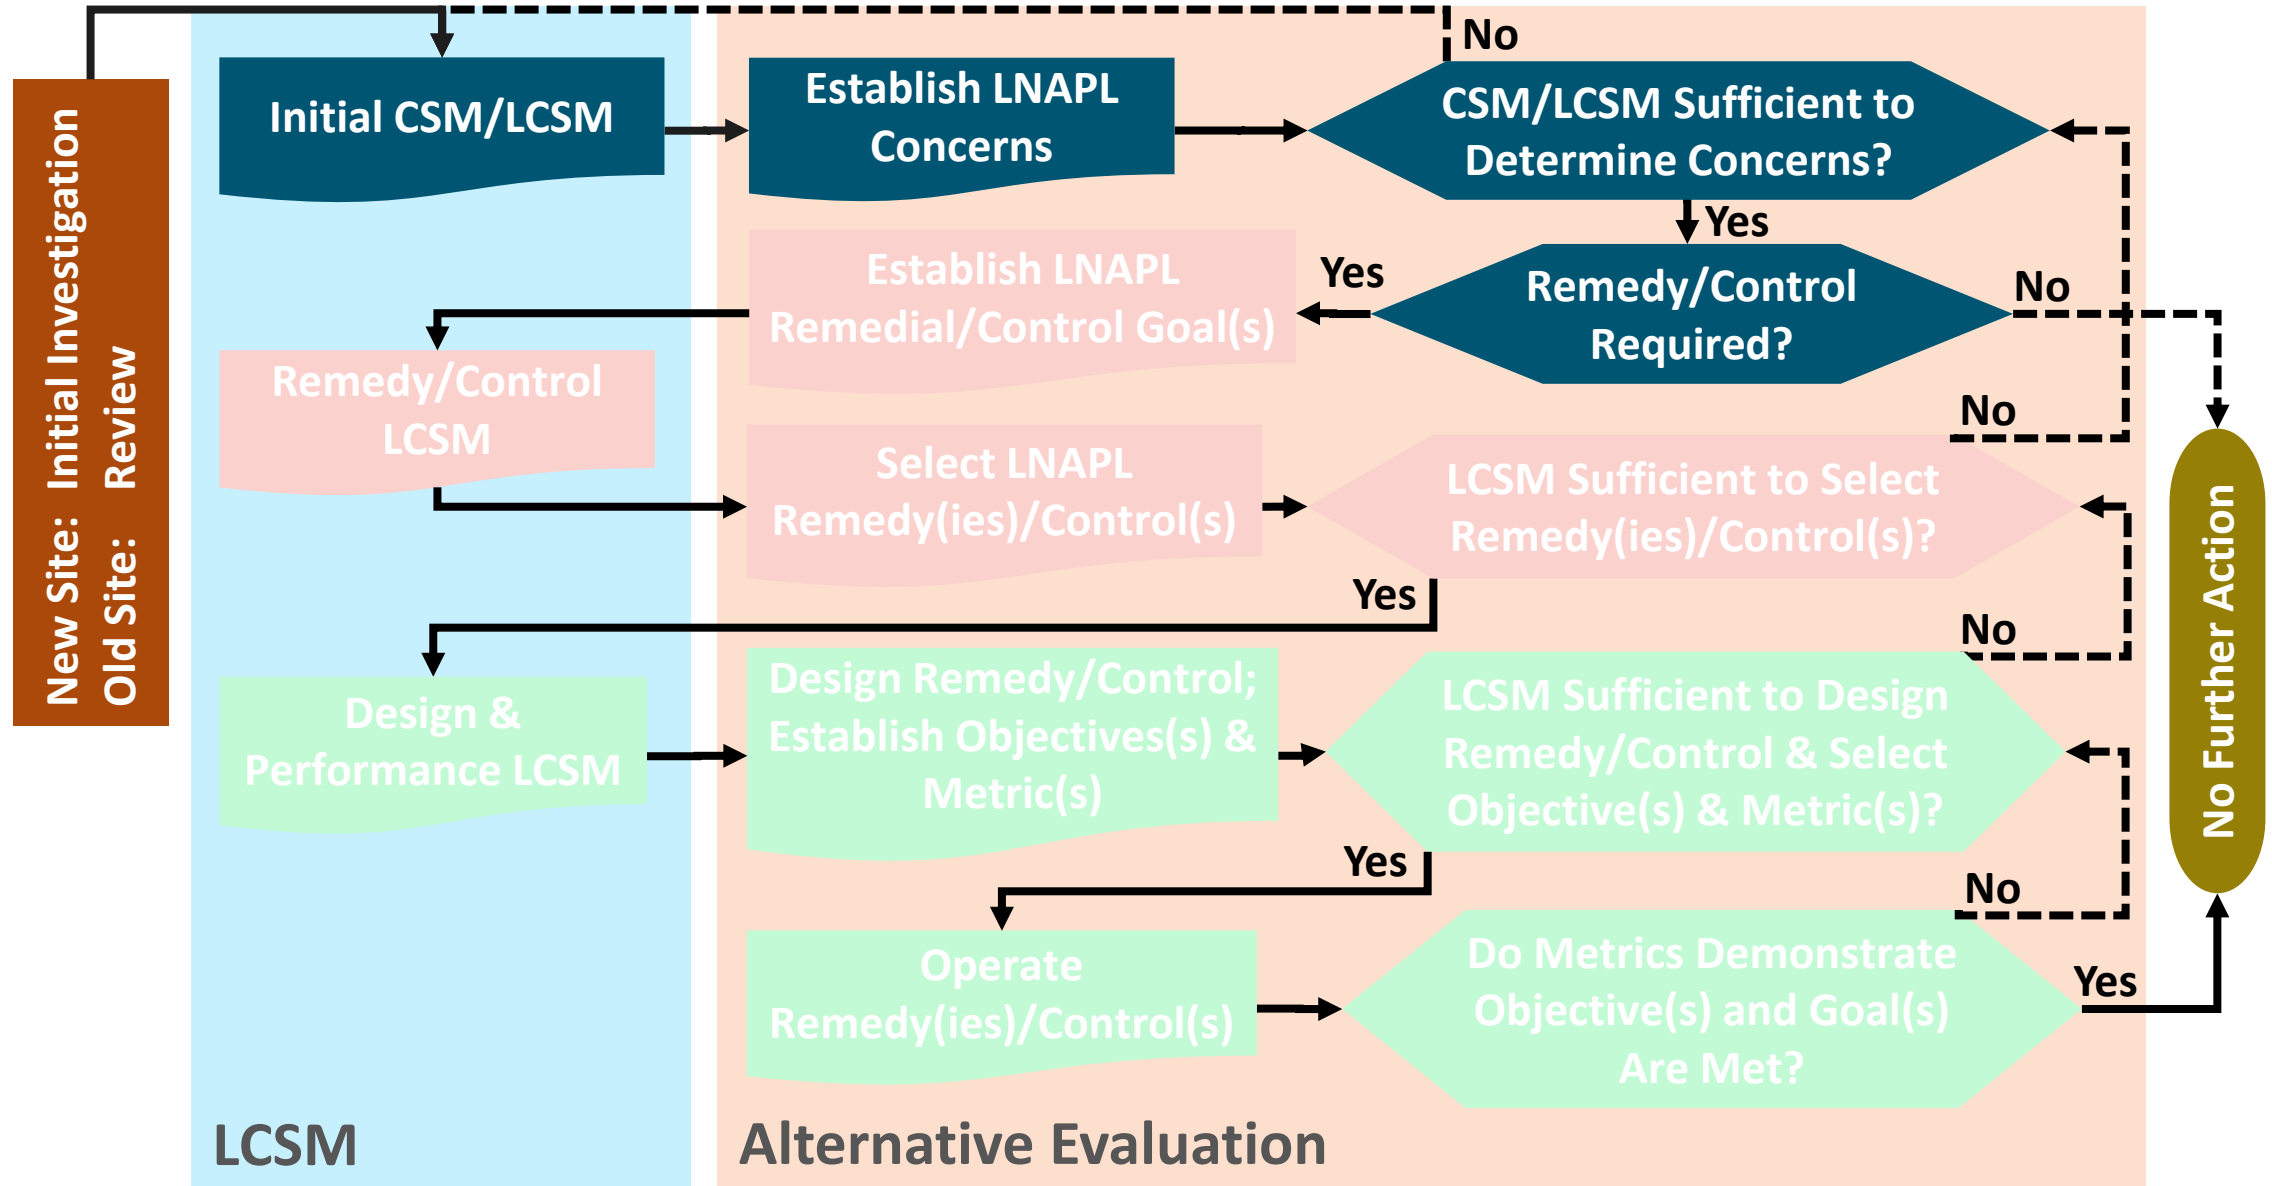 New Site: Initial Investigation
Old Site: Review
No
Initial CSM/LCSM
Establish LNAPL
Concerns
CSM/LCSM Sufficient to
Determine Concerns?
Yes
Establish LNAPL
Remedial/Control Goal(s)
Yes
Remedy/Control
Required?
No
Remedy/Control
LCSM
Select LNAPL
Remedy(ies)/Control(s)
LCSM Sufficient to Select
Remedy(ies)/Control(s)?
No
Yes
No
Design &
Performance LCSM
Design Remedy/Control;
Establish Objectives(s) &
Metric(s)
LCSM Sufficient to Design
Remedy/Control & Select
Objective(s) & Metric(s)?
Yes
No
Operate
Remedy(ies)/Control(s)
Do Metrics Demonstrate
Objective(s) and Goal(s)
Are Met?
Yes
No Further Action
LCSM
Alternative Evaluation